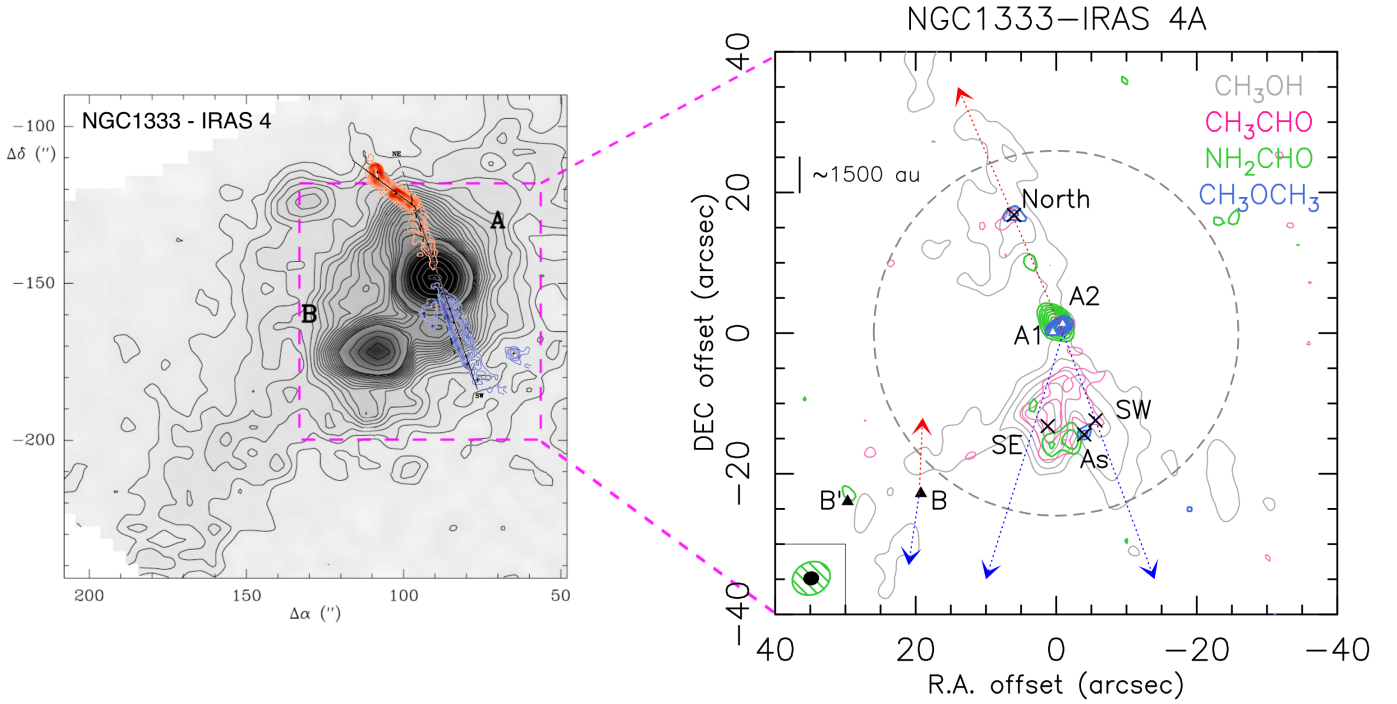 NGC1333−IRAS 4A
NGC1333 - IRAS 4
−100
Δδ (″)
−150
−200
200
150
100
50
Δα (″)
NE
A
B
SW
CH₃OH
CH₃CHO
NH₂CHO
CH₃OCH₃
~1500 au
North
A2
A1
SW
SE
As
B'
B
DEC offset (arcsec)
40
20
0
−20
−40
40
20
0
−20
−40
R.A. offset (arcsec)